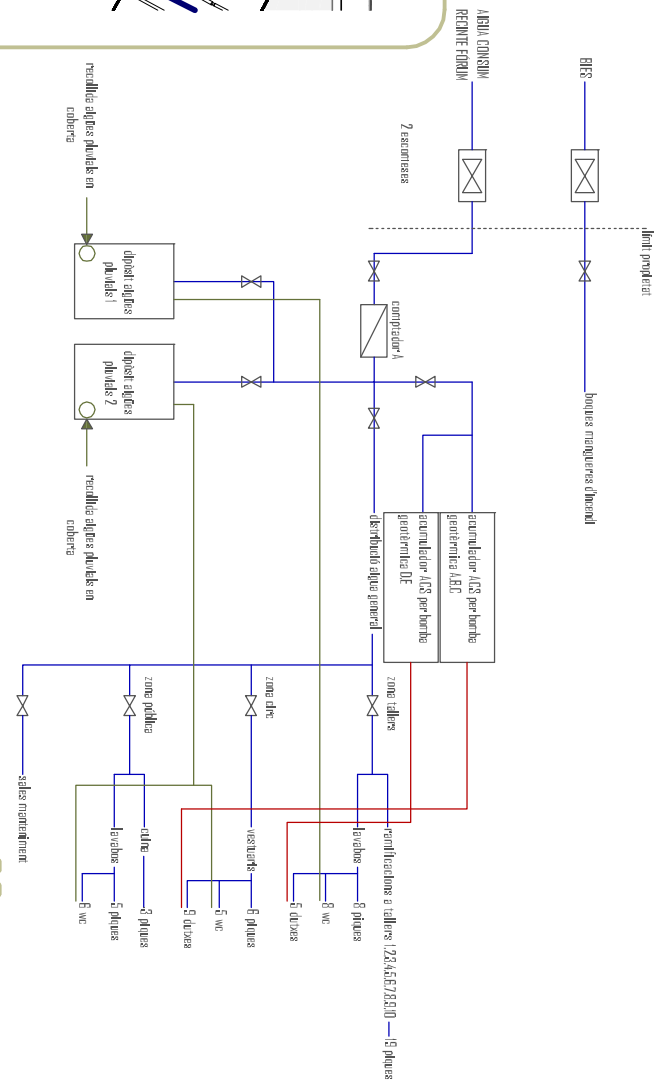 límit propietat
BIES
boques mangueres d'incendi
AIGUA CONSUM
RECINTE FÒRUM
2 escomeses
comptador A
acumulador ACS per bomba
geotèrmica A,B,C
acumulador ACS per bomba
geotèrmica D,E
distribució aigua general
recollida aigües pluvials en
coberta
dipòsit aigües
pluvials 1
dipòsit aigües
pluvials 2
recollida aigües pluvials en
coberta
zona tallers
zona circ
zona pública
sales manteniment
ramificacions a tallers 1,2,3,4,5,6,7,8,9,10
19 piques
lavabos
8 piques
8 wc
5 dutxes
vestuaris
6 piques
5 wc
9 dutxes
cuina
3 piques
lavabos
5 piques
6 wc